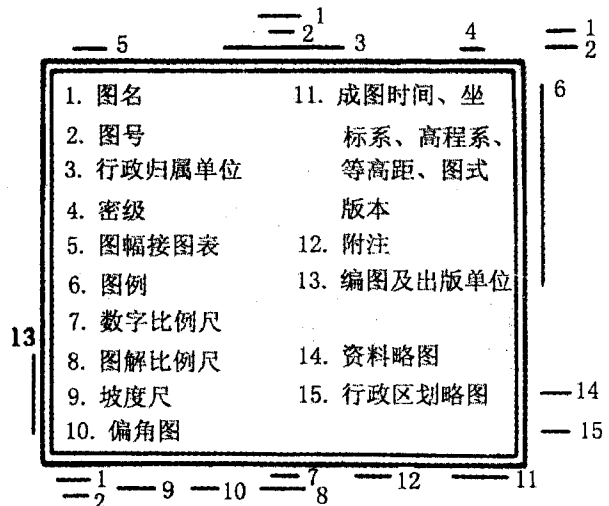 1
2
5
3
4
1
2
6
1. 图名
2. 图号
3. 行政归属单位
4. 密级
5. 图幅接图表
6. 图例
7. 数字比例尺
8. 图解比例尺
9. 坡度尺
10. 偏角图
11. 成图时间、坐
标系、高程系、
等高距、图式
版本
12. 附注
13. 编图及出版单位
14. 资料略图
15. 行政区划略图
13
14
15
1
2
9
10
7
8
12
11